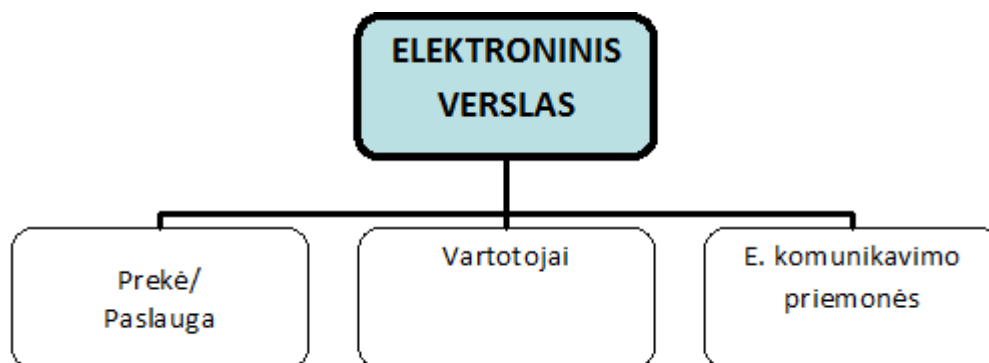 ELEKTRONINIS
VERSLAS
Prekė/
Paslauga
Vartotojai
E. komunikavimo
priemonės